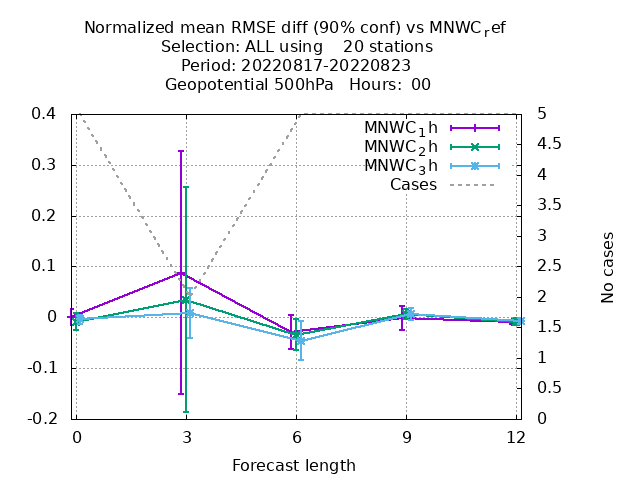 Normalized mean RMSE diff (90% conf) vs MNWC_ref
Selection: ALL using 20 stations
Period: 20220817-20220823
Geopotential 500hPa Hours: 00
0.4
0.3
0.2
0.1
0
-0.1
-0.2
MNWC_1h
MNWC_2h
MNWC_3h
Cases
5
4.5
4
3.5
3
2.5
2
1.5
1
0.5
0
No cases
0 3 6 9 12
Forecast length